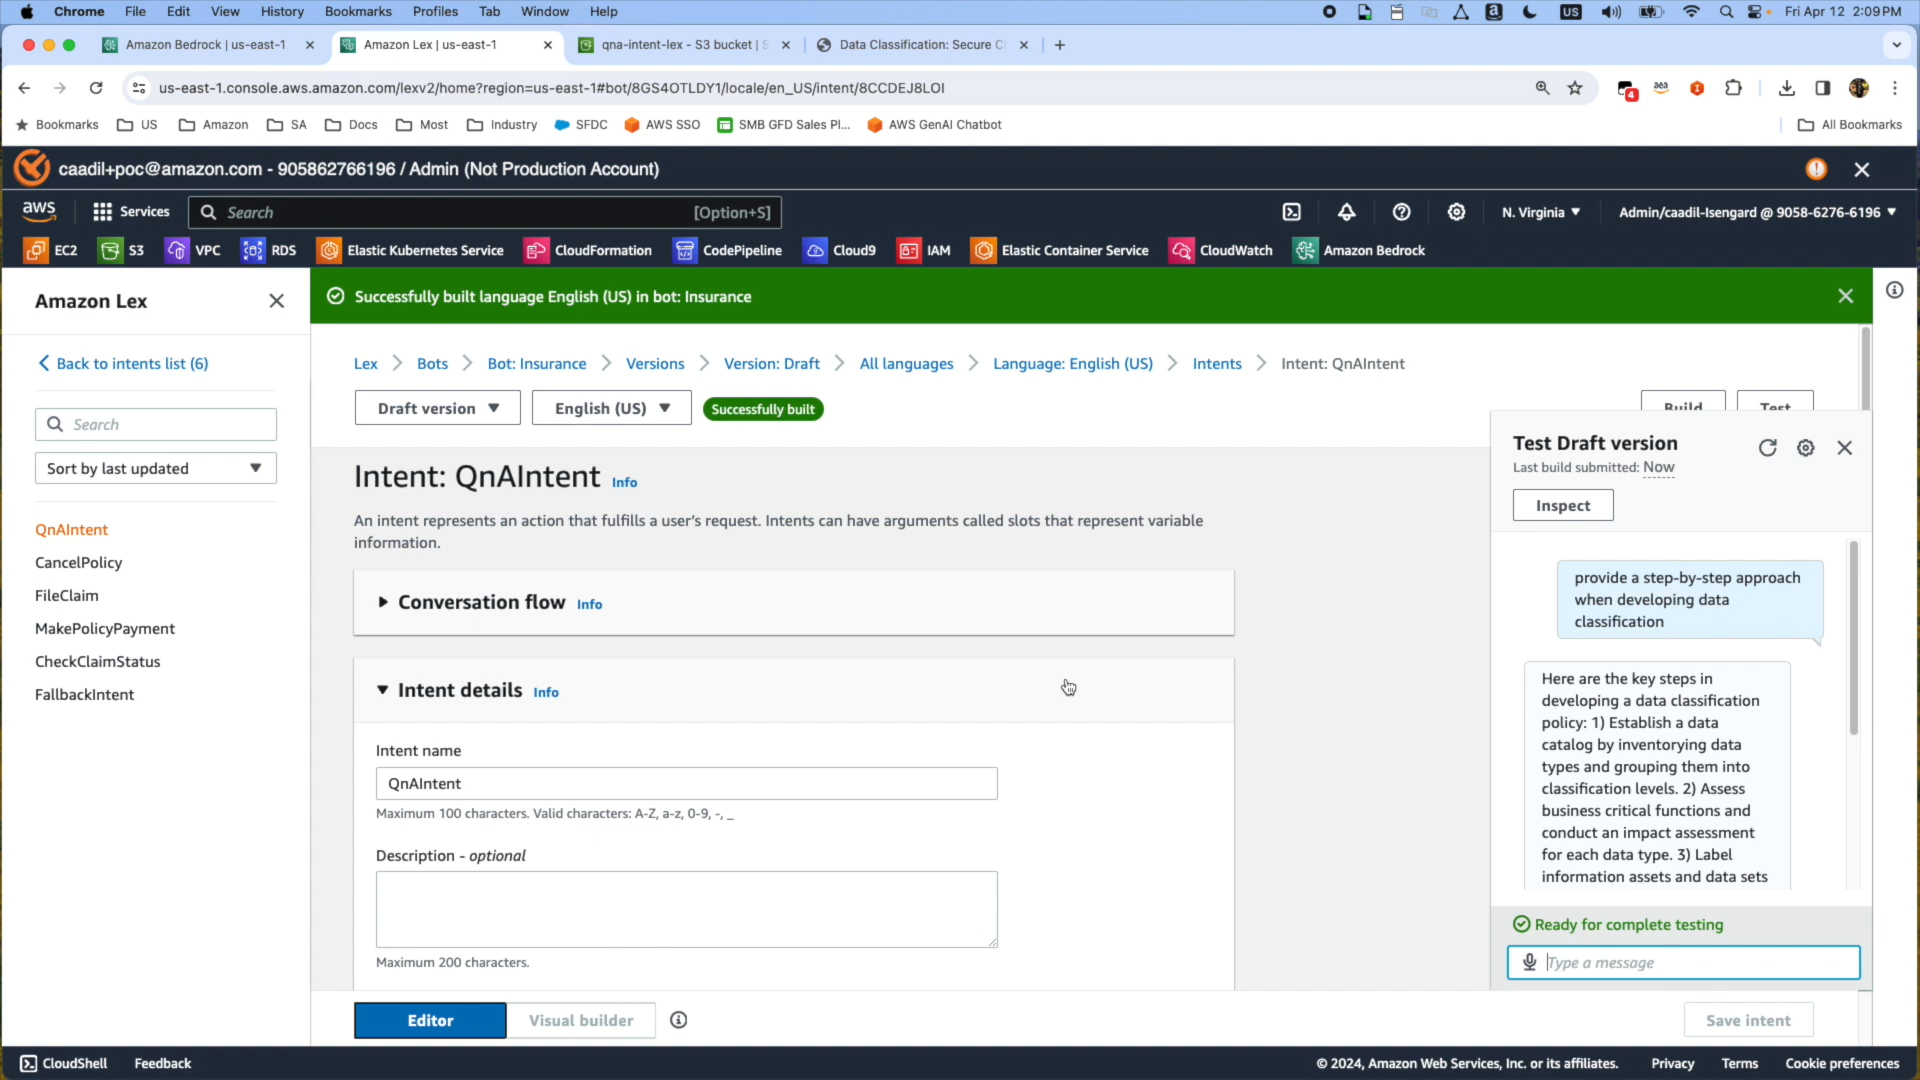 Chrome File Edit View History Bookmarks Profiles Tab Window Help US Fri Apr 12 2:09 PM
Amazon Bedrock | us-east-1 Amazon Lex | us-east-1 qna-intent-lex - S3 bucket | S Data Classification: Secure Cl
us-east-1.console.aws.amazon.com/lexv2/home?region=us-east-1#bot/8GS4OTLDY1/locale/en_US/intent/8CCDEJ8LOI 4
Bookmarks US Amazon SA Docs Most Industry SFDC AWS SSO SMB GFD Sales Pl... AWS GenAI Chatbot All Bookmarks
caadil+poc@amazon.com - 905862766196 / Admin (Not Production Account)
aws Services Search [Option+S] N. Virginia Admin/caadil-Isengard @ 9058-6276-6196
EC2 S3 VPC RDS Elastic Kubernetes Service CloudFormation CodePipeline Cloud9 IAM Elastic Container Service CloudWatch Amazon Bedrock
Amazon Lex
Back to intents list (6)
Search
Sort by last updated
QnAIntent
CancelPolicy
FileClaim
MakePolicyPayment
CheckClaimStatus
FallbackIntent
Successfully built language English (US) in bot: Insurance
Lex Bots Bot: Insurance Versions Version: Draft All languages Language: English (US) Intents Intent: QnAIntent
Draft version English (US) Successfully built Build Test
Intent: QnAIntent Info
An intent represents an action that fulfills a user's request. Intents can have arguments called slots that represent variable
information.
Conversation flow Info
Intent details Info
Intent name
QnAIntent
Maximum 100 characters. Valid characters: A-Z, a-z, 0-9, -, _
Description - optional
Maximum 200 characters.
Editor Visual builder Save intent
Test Draft version
Last build submitted: Now
Inspect
provide a step-by-step approach
when developing data
classification
Here are the key steps in
developing a data classification
policy: 1) Establish a data
catalog by inventorying data
types and grouping them into
classification levels. 2) Assess
business critical functions and
conduct an impact assessment
for each data type. 3) Label
information assets and data sets
Ready for complete testing
Type a message
CloudShell Feedback © 2024, Amazon Web Services, Inc. or its affiliates. Privacy Terms Cookie preferences